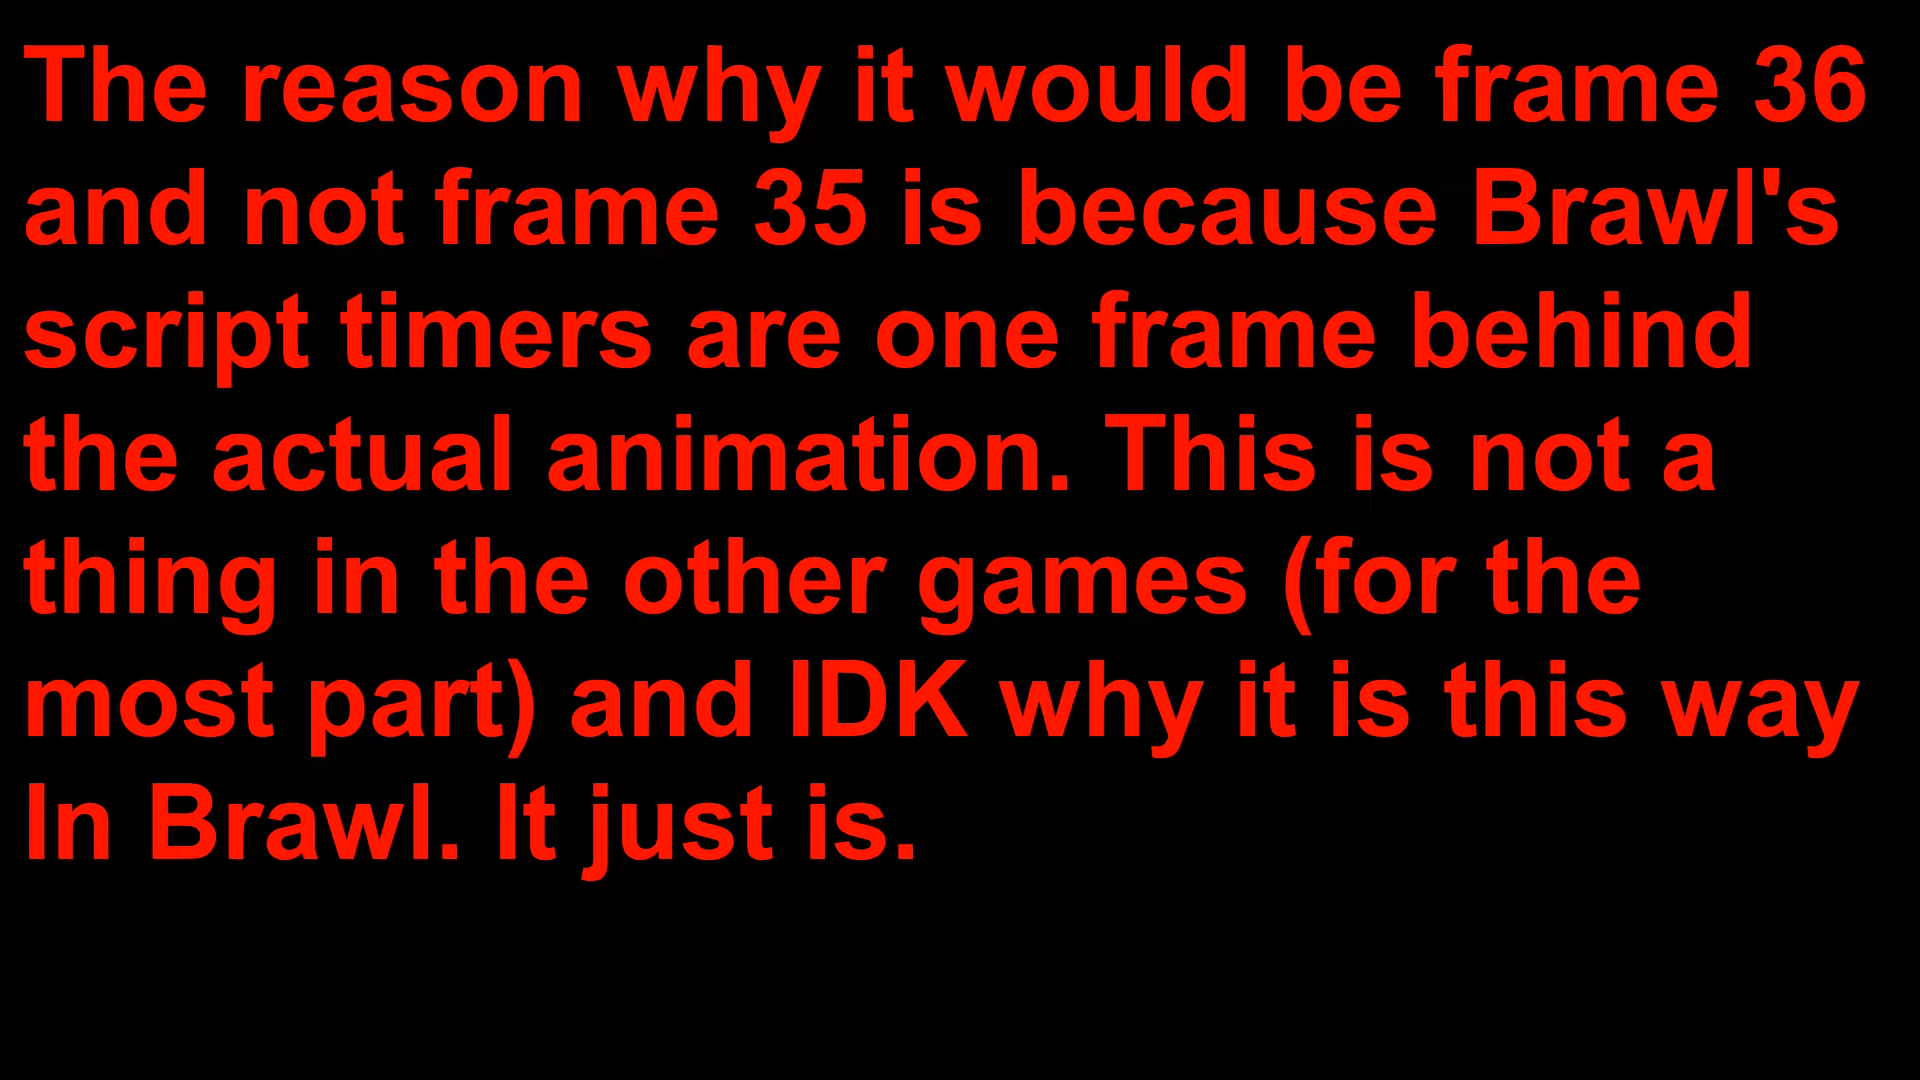 The reason why it would be frame 36
and not frame 35 is because Brawl's
script timers are one frame behind
the actual animation. This is not a
thing in the other games (for the
most part) and IDK why it is this way
In Brawl. It just is.